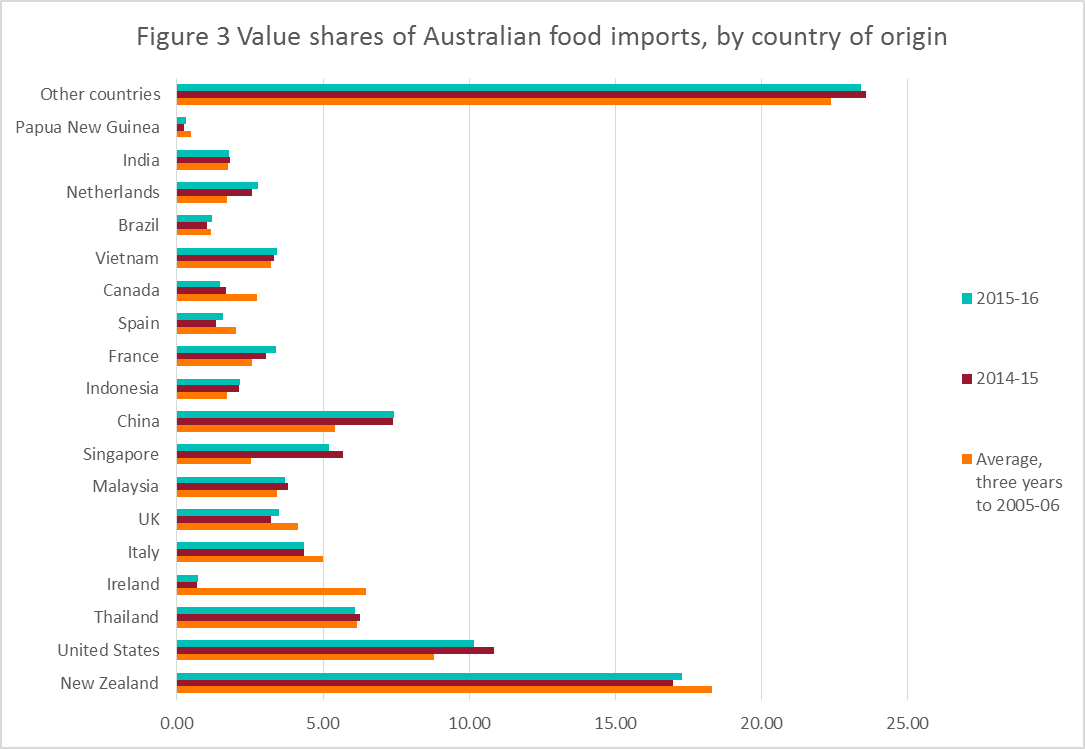 Figure 3 Value shares of Australian food imports, by country of origin
Other countries
Papua New Guinea
India
Netherlands
Brazil
Vietnam
Canada
Spain
France
Indonesia
China
Singapore
Malaysia
UK
Italy
Ireland
Thailand
United States
New Zealand
0.00 5.00 10.00 15.00 20.00 25.00
2015-16
2014-15
Average,
three years
to 2005-06